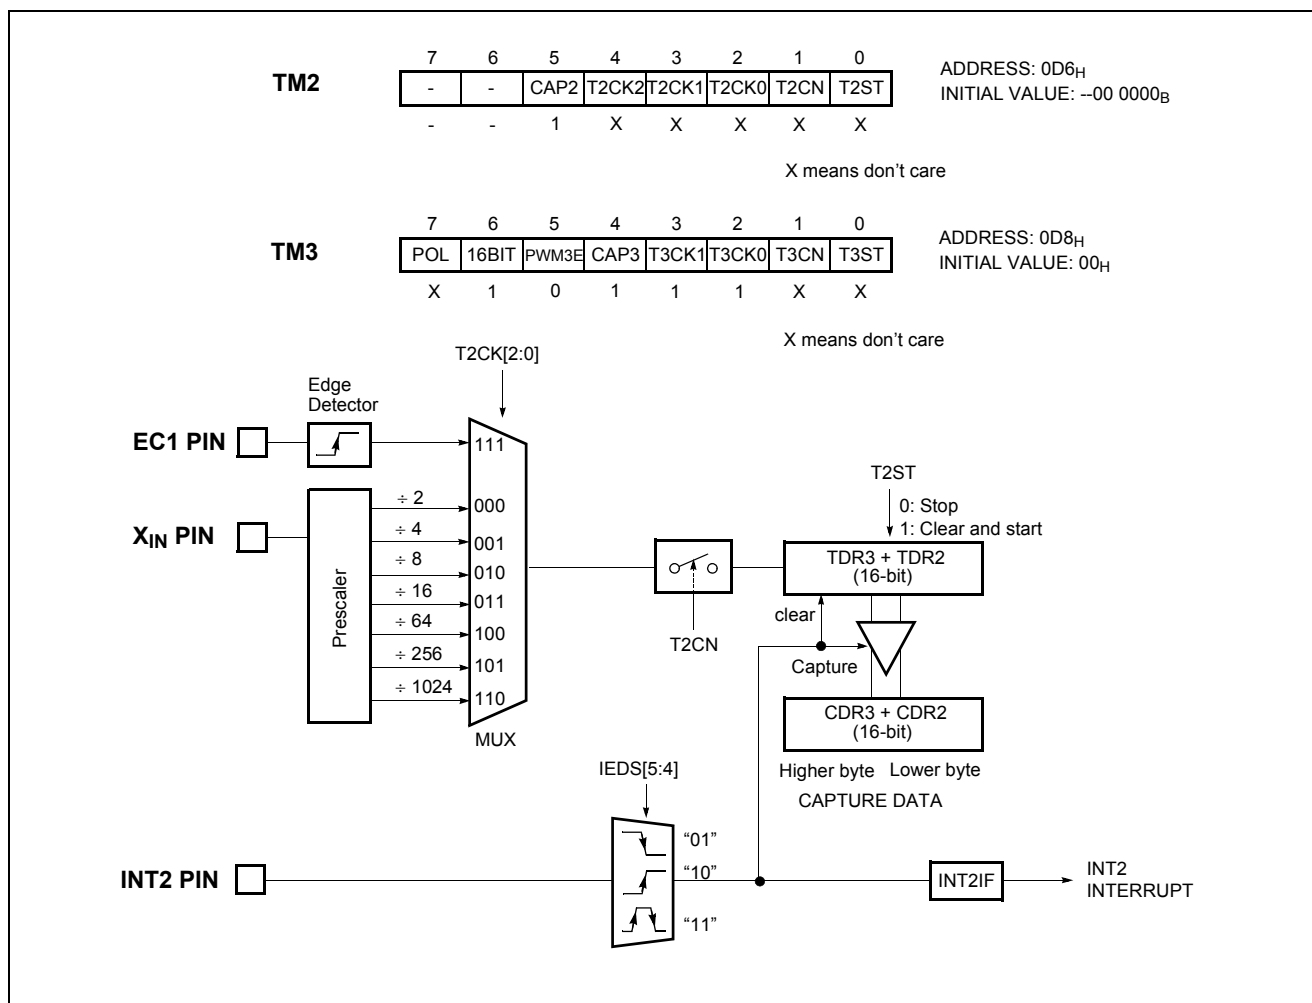 7 6 5 4 3 2 1 0
TM2
- - CAP2 T2CK2 T2CK1 T2CK0 T2CN T2ST
- - 1 X X X X X
ADDRESS: 0D6H
INITIAL VALUE: --00 0000B
X means don't care
7 6 5 4 3 2 1 0
TM3
POL 16BIT PWM3E CAP3 T3CK1 T3CK0 T3CN T3ST
X 1 0 1 1 1 X X
ADDRESS: 0D8H
INITIAL VALUE: 00H
X means don't care
T2CK[2:0]
Edge
Detector
EC1 PIN
111
XIN PIN
Prescaler
÷ 2
000
÷ 4
001
÷ 8
010
÷ 16
011
÷ 64
100
÷ 256
101
÷ 1024
110
MUX
T2CN
T2ST
0: Stop
1: Clear and start
TDR3 + TDR2
(16-bit)
clear
Capture
CDR3 + CDR2
(16-bit)
Higher byte Lower byte
CAPTURE DATA
IEDS[5:4]
INT2 PIN
“01”
“10”
“11”
INT2IF
INT2
INTERRUPT